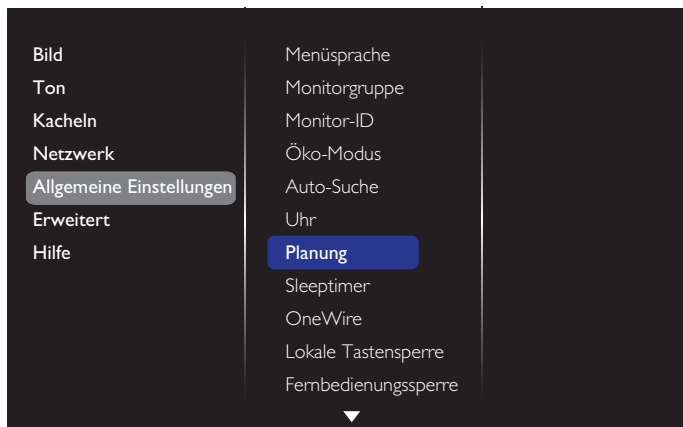 Bild
Ton
Kacheln
Netzwerk
Allgemeine Einstellungen
Erweitert
Hilfe
Menüsprache
Monitorgruppe
Monitor-ID
Öko-Modus
Auto-Suche
Uhr
Planung
Sleeptimer
OneWire
Lokale Tastensperre
Fernbedienungssperre